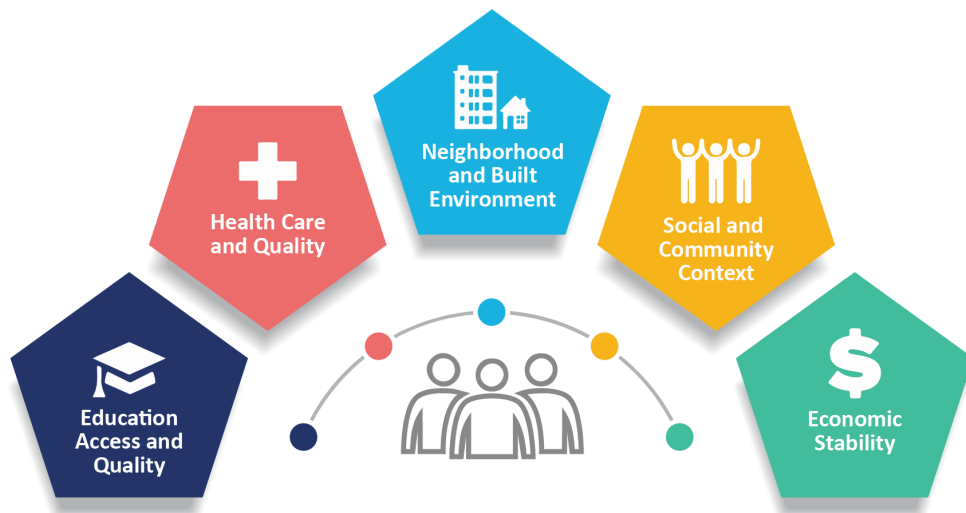 Neighborhood
and Built
Environment
Health Care
and Quality
Social and
Community
Context
Education
Access and
Quality
Economic
Stability